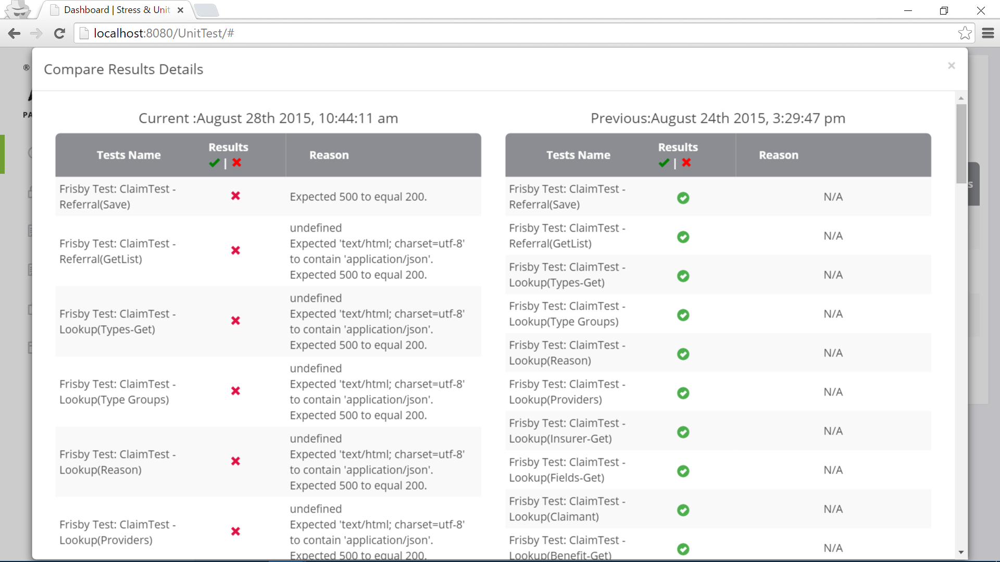 Dashboard | Stress & Unit
localhost:8080/UnitTest/#
®
PA
Compare Results Details
×
Current :August 28th 2015, 10:44:11 am
Tests Name
Results
|
Reason
Frisby Test: ClaimTest -
Referral(Save)
Expected 500 to equal 200.
Frisby Test: ClaimTest -
Referral(GetList)
undefined
Expected 'text/html; charset=utf-8'
to contain 'application/json'.
Expected 500 to equal 200.
Frisby Test: ClaimTest -
Lookup(Types-Get)
undefined
Expected 'text/html; charset=utf-8'
to contain 'application/json'.
Expected 500 to equal 200.
Frisby Test: ClaimTest -
Lookup(Type Groups)
undefined
Expected 'text/html; charset=utf-8'
to contain 'application/json'.
Expected 500 to equal 200.
Frisby Test: ClaimTest -
Lookup(Reason)
undefined
Expected 'text/html; charset=utf-8'
to contain 'application/json'.
Expected 500 to equal 200.
Frisby Test: ClaimTest -
Lookup(Providers)
undefined
Expected 'text/html; charset=utf-8'
to contain 'application/json'.
Expected 500 to equal 200.
Previous:August 24th 2015, 3:29:47 pm
Tests Name
Results
|
Reason
Frisby Test: ClaimTest -
Referral(Save)
N/A
Frisby Test: ClaimTest -
Referral(GetList)
N/A
Frisby Test: ClaimTest -
Lookup(Types-Get)
N/A
Frisby Test: ClaimTest -
Lookup(Type Groups)
N/A
Frisby Test: ClaimTest -
Lookup(Reason)
N/A
Frisby Test: ClaimTest -
Lookup(Providers)
N/A
Frisby Test: ClaimTest -
Lookup(Insurer-Get)
N/A
Frisby Test: ClaimTest -
Lookup(Fields-Get)
N/A
Frisby Test: ClaimTest -
Lookup(Claimant)
N/A
Frisby Test: ClaimTest -
Lookup(Benefit-Get)
N/A
s